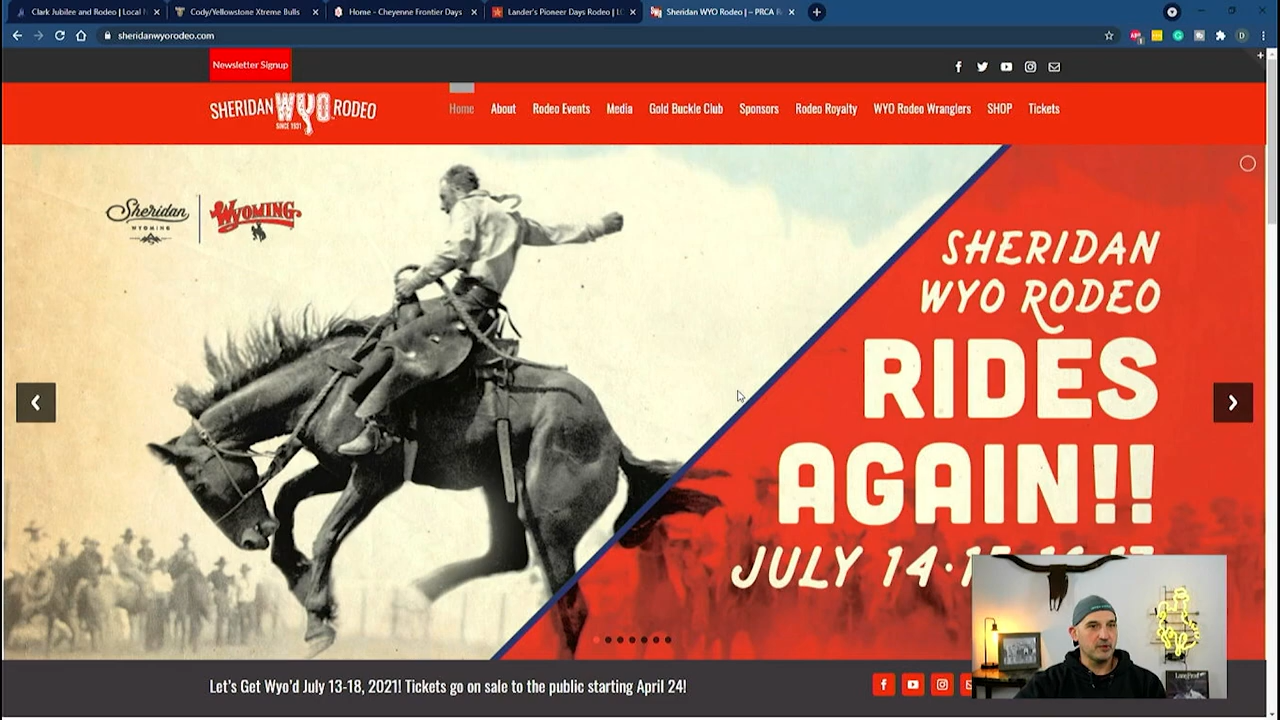 Clark Jubilee and Rodeo | Local
Cody/Yellowstone Xtreme Bulls
Home - Cheyenne Frontier Days
Lander's Pioneer Days Rodeo |
Sheridan WYO Rodeo | – PRCA
sheridanwyorodeo.com
D
Newsletter Signup
SHERIDAN WYO RODEO
SINCE 1931
Home
About
Rodeo Events
Media
Gold Buckle Club
Sponsors
Rodeo Royalty
WYO Rodeo Wranglers
SHOP
Tickets
Sheridan
WYOMING
WYOMING
SHERIDAN
WYO RODEO
RIDES
AGAIN!!
JULY 14
Let's Get Wyo'd July 13-18, 2021! Tickets go on sale to the public starting April 24!